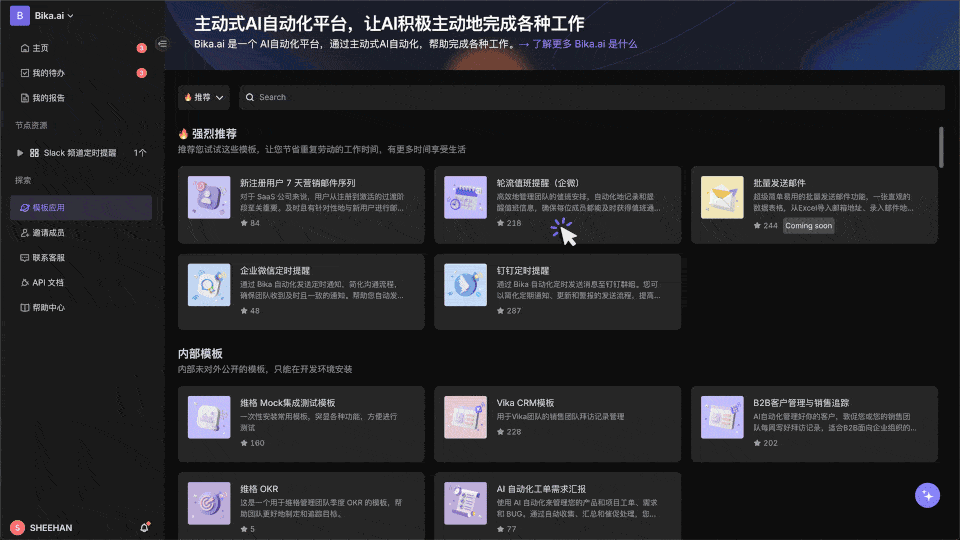 B Bika.ai
主页 3
我的待办 3
我的报告
节点资源
Slack 频道定时提醒 1个
探索
模板应用
邀请成员
联系客服
API 文档
帮助中心
S SHEEHAN
主动式AI自动化平台，让AI积极主动地完成各种工作
Bika.ai 是一个 AI自动化平台，通过主动式AI自动化，帮助完成各种工作。→ 了解更多 Bika.ai 是什么
推荐
Search
强烈推荐
推荐您试试这些模板，让您节省重复劳动的工作时间，有更多时间享受生活
新注册用户 7 天营销邮件序列
对于 SaaS 公司来说，用户从注册到激活的过渡阶
段至关重要，及时且有针对性地与新用户进行邮...
84
轮流值班提醒（企微）
高效地管理团队的值班安排，自动化地记录和提
醒值班信息，确保每位成员都能及时获得值班通...
218
批量发送邮件
超级简单易用的批量发送邮件功能，一张直观的
数据表格，从Excel导入邮箱地址、录入邮件地...
244 Coming soon
企业微信定时提醒
通过 Bika 自动化发送定时通知，简化沟通流程，
确保团队收到及时且一致的通知。帮助您自动发...
48
钉钉定时提醒
通过 Bika 自动化定时发送消息至钉钉群组。您可
以简化定期通知、更新和警报的发送流程，提高...
287
内部模板
内部未对外公开的模板，只能在开发环境安装
维格 Mock集成测试模板
一次性安装常用模板，突显各种功能，方便进行
测试
160
Vika CRM模板
用于Vika团队的销售团队拜访记录管理
228
B2B客户管理与销售追踪
AI自动化管理好你的客户，敦促您或您的销售团
队每周写好拜访记录，适合B2B面向企业组织的...
202
维格 OKR
这是一个用于维格管理团队季度 OKR 的模板，帮
助团队更好地制定和追踪目标。
5
AI 自动化工单需求汇报
用 AI 自动化来管理您的产品和项目工单、需求
和 BUG。通过自动收集、汇总和催促处理，您...
77